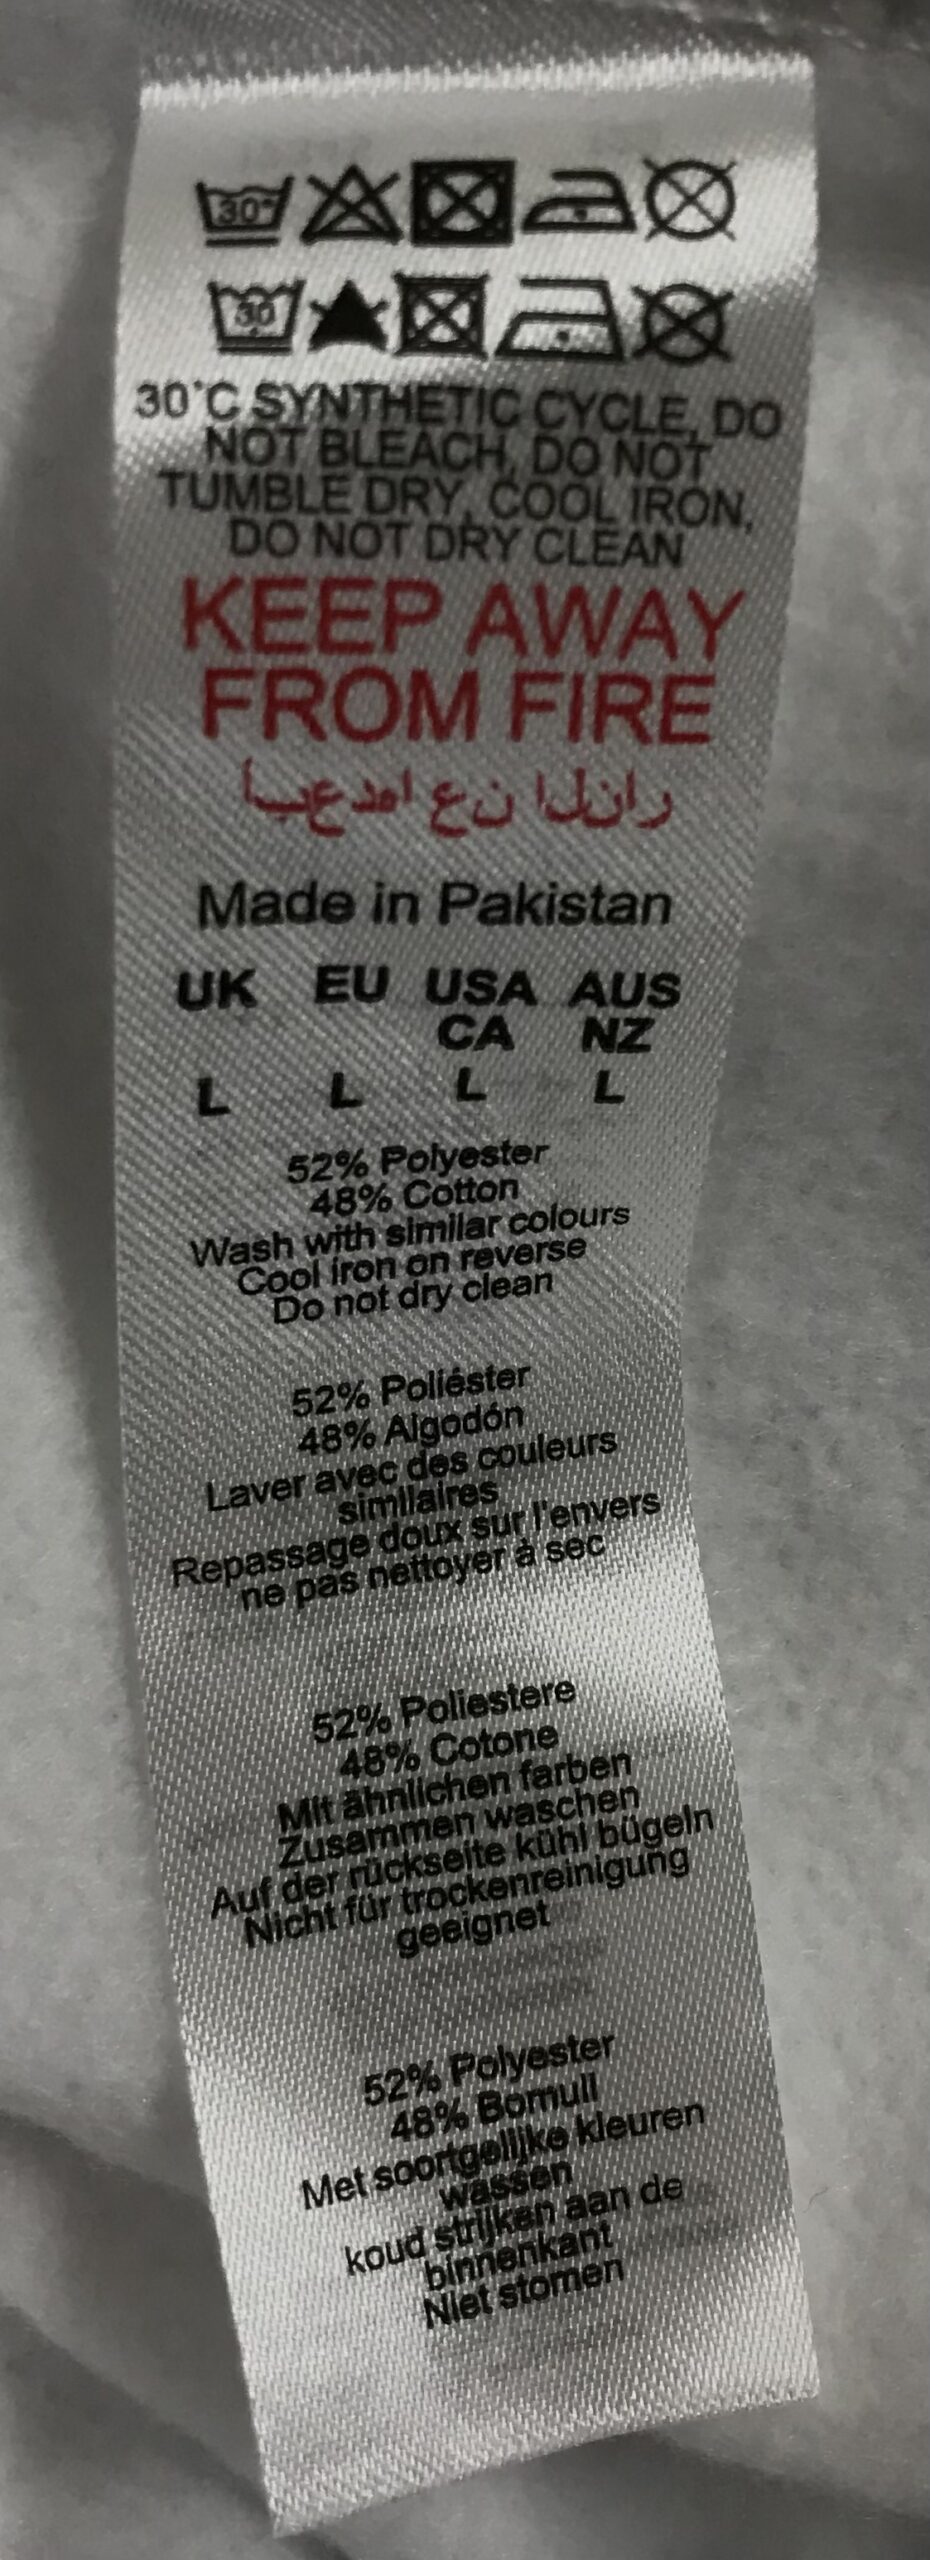 30°
30
30°C SYNTHETIC CYCLE, DO
NOT BLEACH, DO NOT
TUMBLE DRY, COOL IRON,
DO NOT DRY CLEAN
KEEP AWAY
FROM FIRE
ابعدها عن النار
Made in Pakistan
UK EU USA AUS
CA NZ
L L L L
52% Polyester
48% Cotton
Wash with similar colours
Cool iron on reverse
Do not dry clean
52% Poliéster
48% Algodón
Laver avec des couleurs
similaires
Repassage doux sur l'envers
ne pas nettoyer à sec
52% Poliestere
48% Cotone
Mit ähnlichen farben
Zusammen waschen
Auf der rückseite kühl bügeln
Nicht für trockenreinigung
geeignet
52% Polyester
48% Bomull
Met soortgelijke kleuren
wassen
koud strijken aan de
binnenkant
Niet stomen